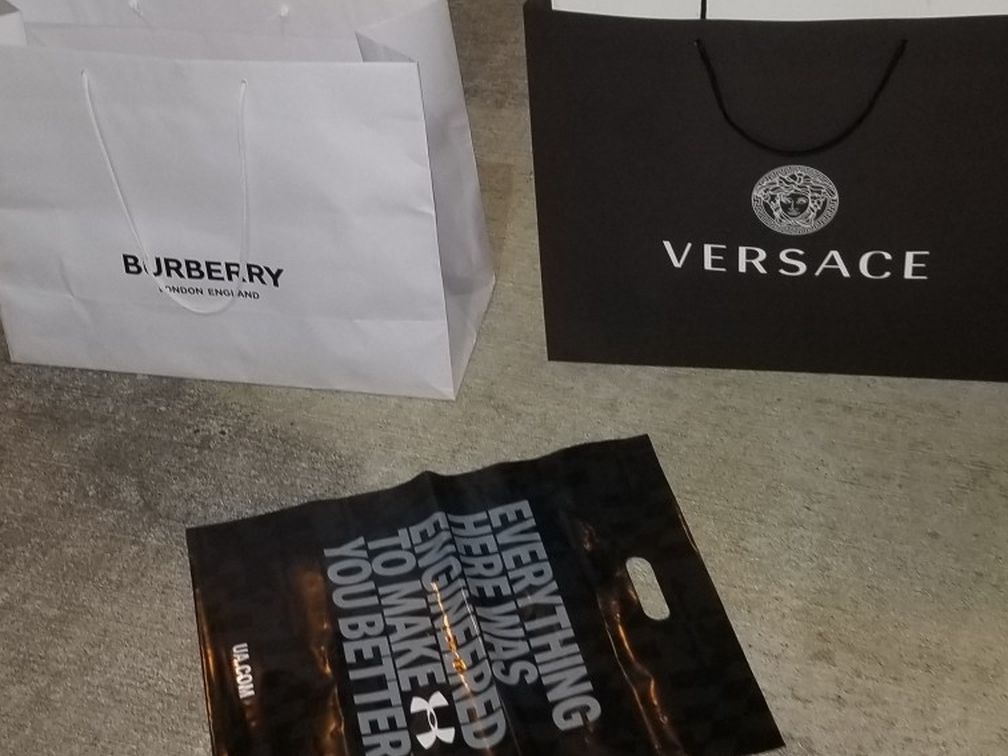 BURBERRY
LONDON ENGLAND
VERSACE
EVERYTHING
HERE WAS
ENGINEERED
TO MAKE
YOU BETTER
UA.COM